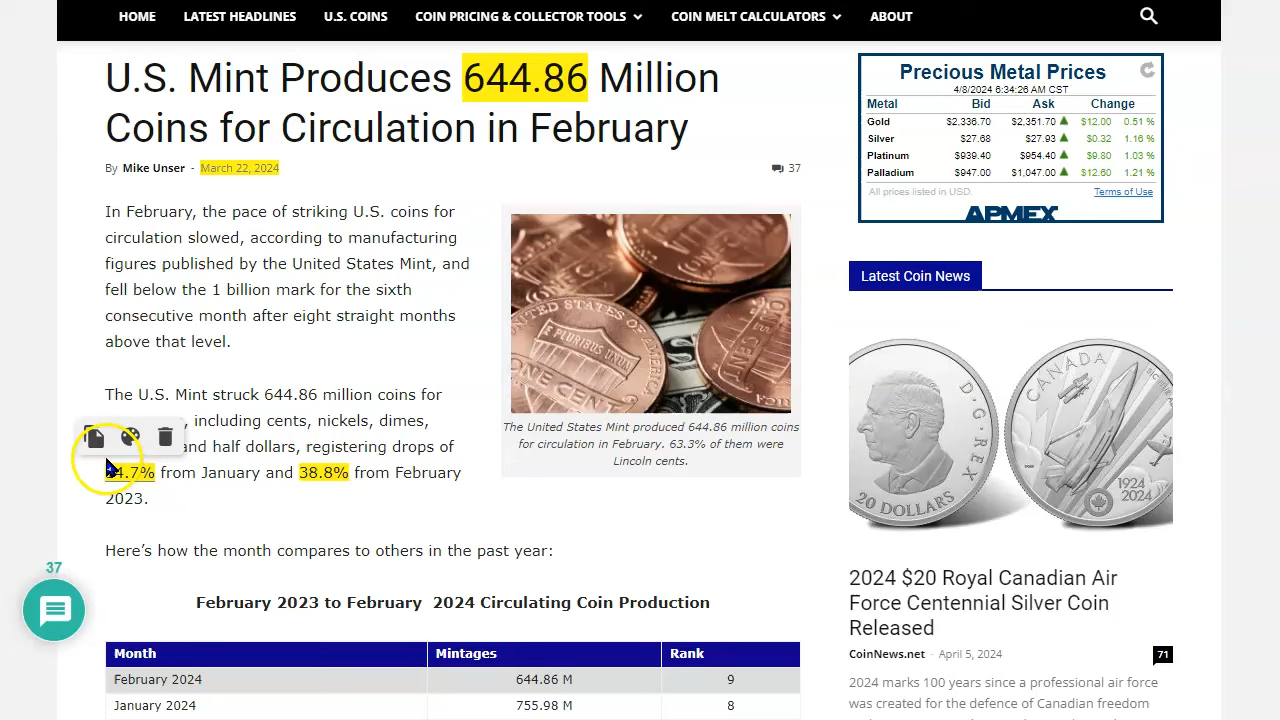 HOME LATEST HEADLINES U.S. COINS COIN PRICING & COLLECTOR TOOLS COIN MELT CALCULATORS ABOUT
U.S. Mint Produces 644.86 Million
Coins for Circulation in February
By Mike Unser - March 22, 2024 37
In February, the pace of striking U.S. coins for
circulation slowed, according to manufacturing
figures published by the United States Mint, and
fell below the 1 billion mark for the sixth
consecutive month after eight straight months
above that level.
The U.S. Mint struck 644.86 million coins for
, including cents, nickels, dimes,
and half dollars, registering drops of
4.7% from January and 38.8% from February
2023.
UNITED STATES OF AMERICA
E PLURIBUS UNUM
ONE CENT
ONE CENT
The United States Mint produced 644.86 million coins
for circulation in February. 63.3% of them were
Lincoln cents.
Here's how the month compares to others in the past year:
37
February 2023 to February 2024 Circulating Coin Production
Month Mintages Rank
February 2024 644.86 M 9
January 2024 755.98 M 8
Precious Metal Prices
4/8/2024 6:34:26 AM CST
Metal Bid Ask Change
Gold $2,336.70 $2,351.70 $12.00 0.51 %
Silver $27.68 $27.93 $0.32 1.16 %
Platinum $939.40 $954.40 $9.80 1.03 %
Palladium $947.00 $1,047.00 $12.60 1.21 %
All prices listed in USD. Terms of Use
APMEX
Latest Coin News
D·G·REX
20 DOLLARS
CANADA
1924
2024
2024 $20 Royal Canadian Air
Force Centennial Silver Coin
Released
CoinNews.net - April 5, 2024 71
2024 marks 100 years since a professional air force
was created for the defence of Canadian freedom